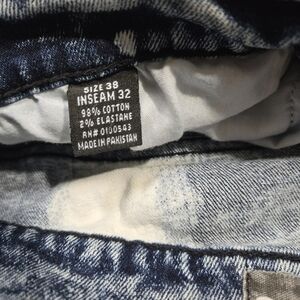 SIZE 38
INSEAM 32
98% COTTON
2% ELASTANE
RN# 0100543
MADE IN PAKISTAN